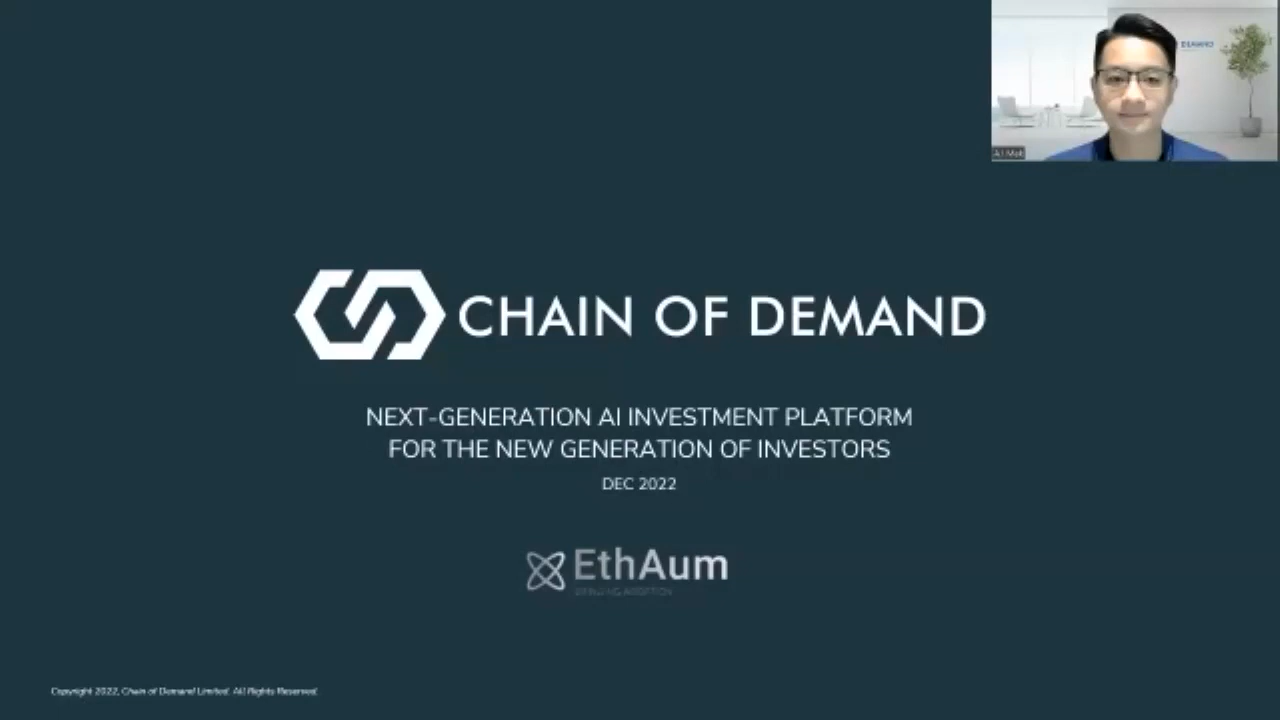 DEMAND
CHAIN OF DEMAND
NEXT-GENERATION AI INVESTMENT PLATFORM
FOR THE NEW GENERATION OF INVESTORS
DEC 2022
EthAum
Copyright 2022, Chain of Demand Limited. All Rights Reserved.